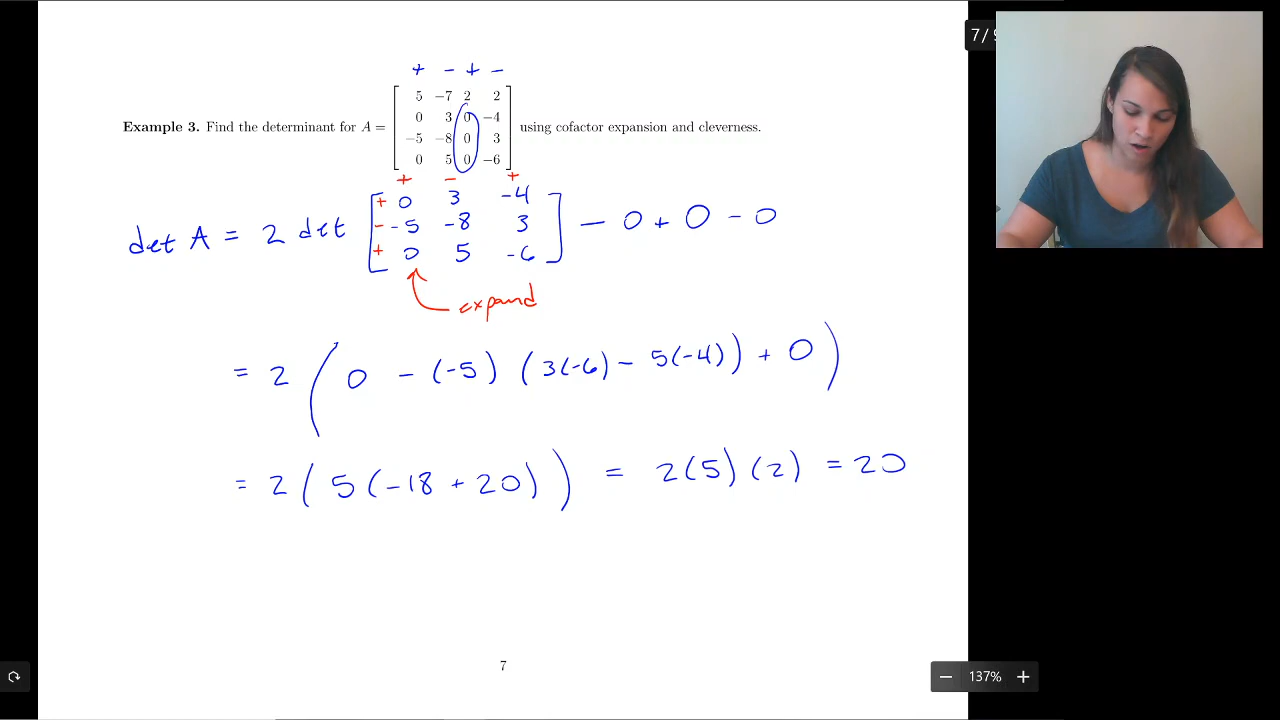 7 / 9
+ - + -
Example 3. Find the determinant for A = [ 5 −7 2 2
0 3 0 −4
−5 −8 0 3
0 5 0 −6 ] using cofactor expansion and cleverness.
+ - +
det A = 2 det [ + 0 3 -4
- -5 -8 3
+ 0 5 -6 ] - 0 + 0 - 0
expand
= 2 ( 0 - (-5) (3(-6) - 5(-4)) + 0 )
= 2 ( 5 (-18 + 20) ) = 2(5)(2) = 20
7
− 137% +